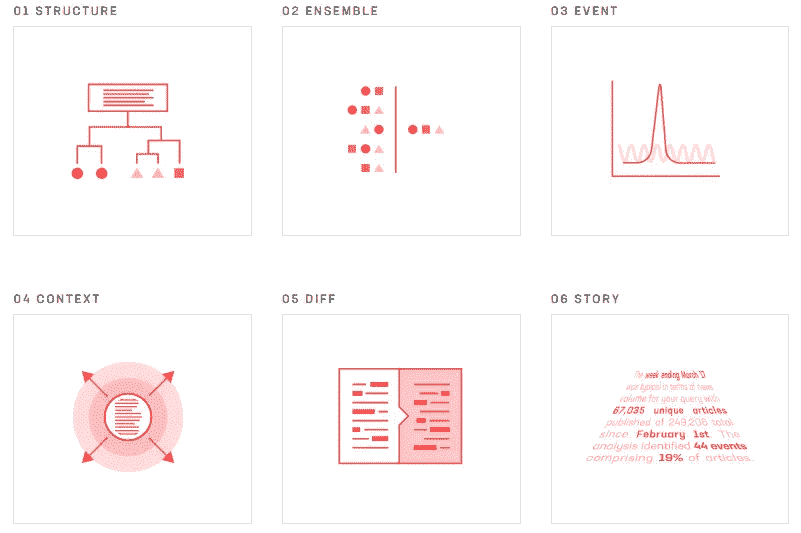 01 STRUCTURE
02 ENSEMBLE
03 EVENT
04 CONTEXT
05 DIFF
06 STORY
The week ending March 13
was typical in terms of news
volume for your query with
67,035 unique articles
published of 249,206 total
since February 1st. The
analysis identified 44 events
comprising 19% of articles.